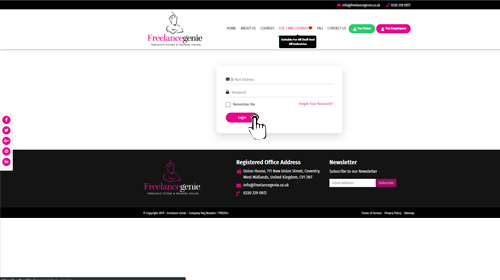 info@freelancegenie.co.uk 0330 229 0972
Freelancegenie
FREELANCE TUTORS & TRAINERS ONLINE
HOME ABOUT US COURSES CQC CARE COURSES FAQ CONTACT US For Tutor For Employers
Suitable For All Staff And
All Industries
E-Mail Address
Password
Remember Me Forgot Your Password?
Login
Freelancegenie
FREELANCE TUTORS & TRAINERS ONLINE
Registered Office Address
Union House, 111 New Union Street, Coventry,
West Midlands, United Kingdom, CV1 2NT
info@freelancegenie.co.uk
0330 229 0972
Newsletter
Subscribe to our Newsletter
Email Address Subscribe
© Copyright 2019 - Freelance Genie - Company Reg Number:
Terms of Service Privacy Policy Sitemap